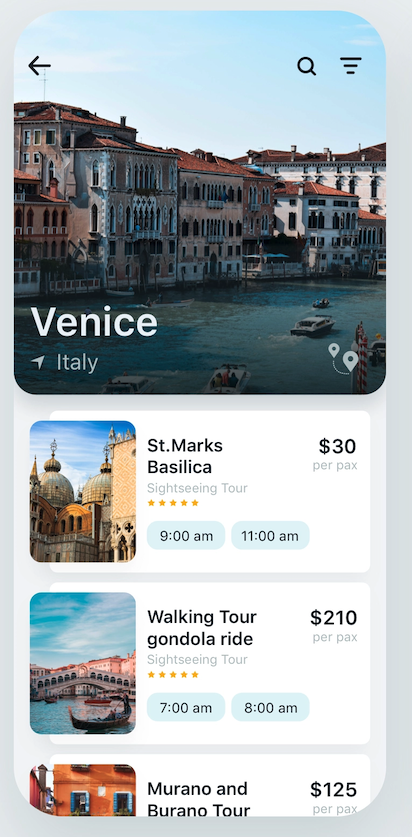 Venice
Italy
St.Marks
Basilica
$30
per pax
Sightseeing Tour
9:00 am
11:00 am
Walking Tour
gondola ride
$210
per pax
Sightseeing Tour
7:00 am
8:00 am
Murano and
Burano Tour
$125
per pax